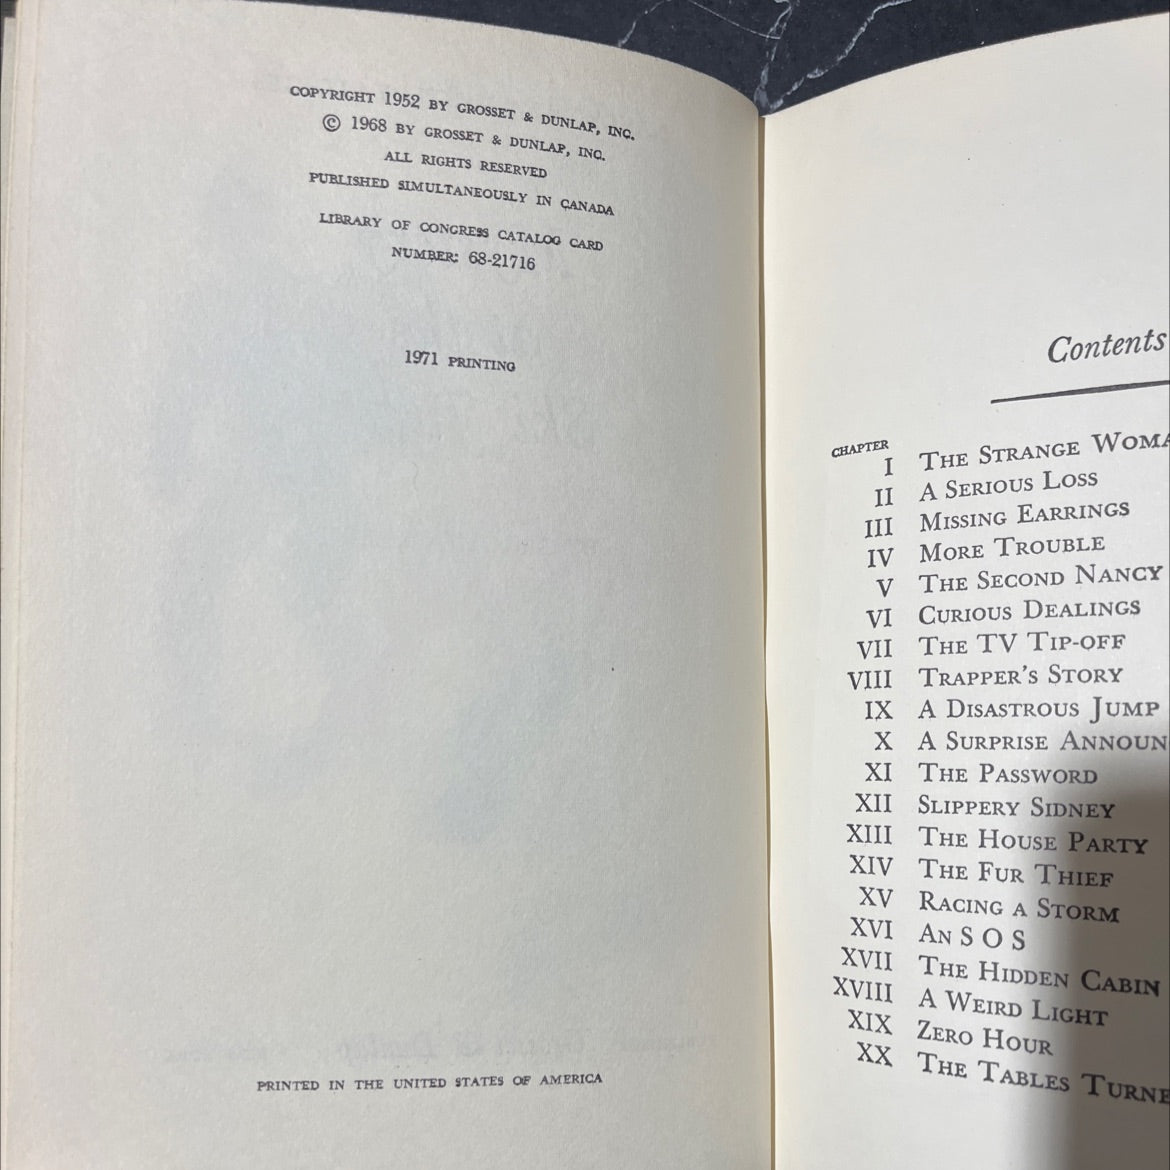 COPYRIGHT 1952 BY GROSSET & DUNLAP, INC.
© 1968 BY GROSSET & DUNLAP, INC.
ALL RIGHTS RESERVED
PUBLISHED SIMULTANEOUSLY IN CANADA
LIBRARY OF CONGRESS CATALOG CARD
NUMBER: 68-21716
1971 PRINTING
PRINTED IN THE UNITED STATES OF AMERICA
Contents
CHAPTER
I THE STRANGE WOMA
II A SERIOUS LOSS
III MISSING EARRINGS
IV MORE TROUBLE
V THE SECOND NANCY
VI CURIOUS DEALINGS
VII THE TV TIP-OFF
VIII TRAPPER'S STORY
IX A DISASTROUS JUMP
X A SURPRISE ANNOUN
XI THE PASSWORD
XII SLIPPERY SIDNEY
XIII THE HOUSE PARTY
XIV THE FUR THIEF
XV RACING A STORM
XVI AN S O S
XVII THE HIDDEN CABIN
XVIII A WEIRD LIGHT
XIX ZERO HOUR
XX THE TABLES TURNE